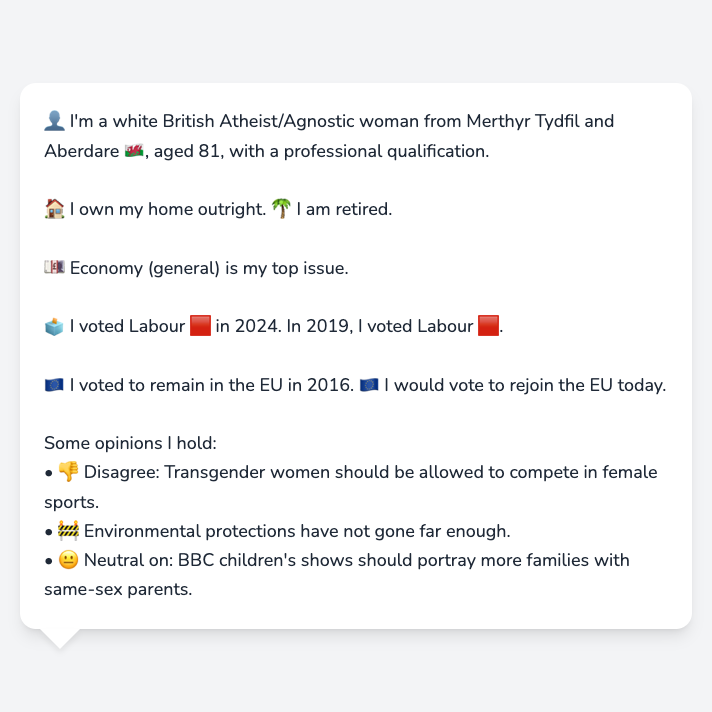 👤 I'm a white British Atheist/Agnostic woman from Merthyr Tydfil and
Aberdare 🏴󠁧󠁢󠁷󠁬󠁳󠁿, aged 81, with a professional qualification.
🏠 I own my home outright. 🌴 I am retired.
💷 Economy (general) is my top issue.
🗳️ I voted Labour 🟥 in 2024. In 2019, I voted Labour 🟥.
🇪🇺 I voted to remain in the EU in 2016. 🇪🇺 I would vote to rejoin the EU today.
Some opinions I hold:
• 👎 Disagree: Transgender women should be allowed to compete in female
sports.
• 🚧 Environmental protections have not gone far enough.
• 😐 Neutral on: BBC children's shows should portray more families with
same-sex parents.